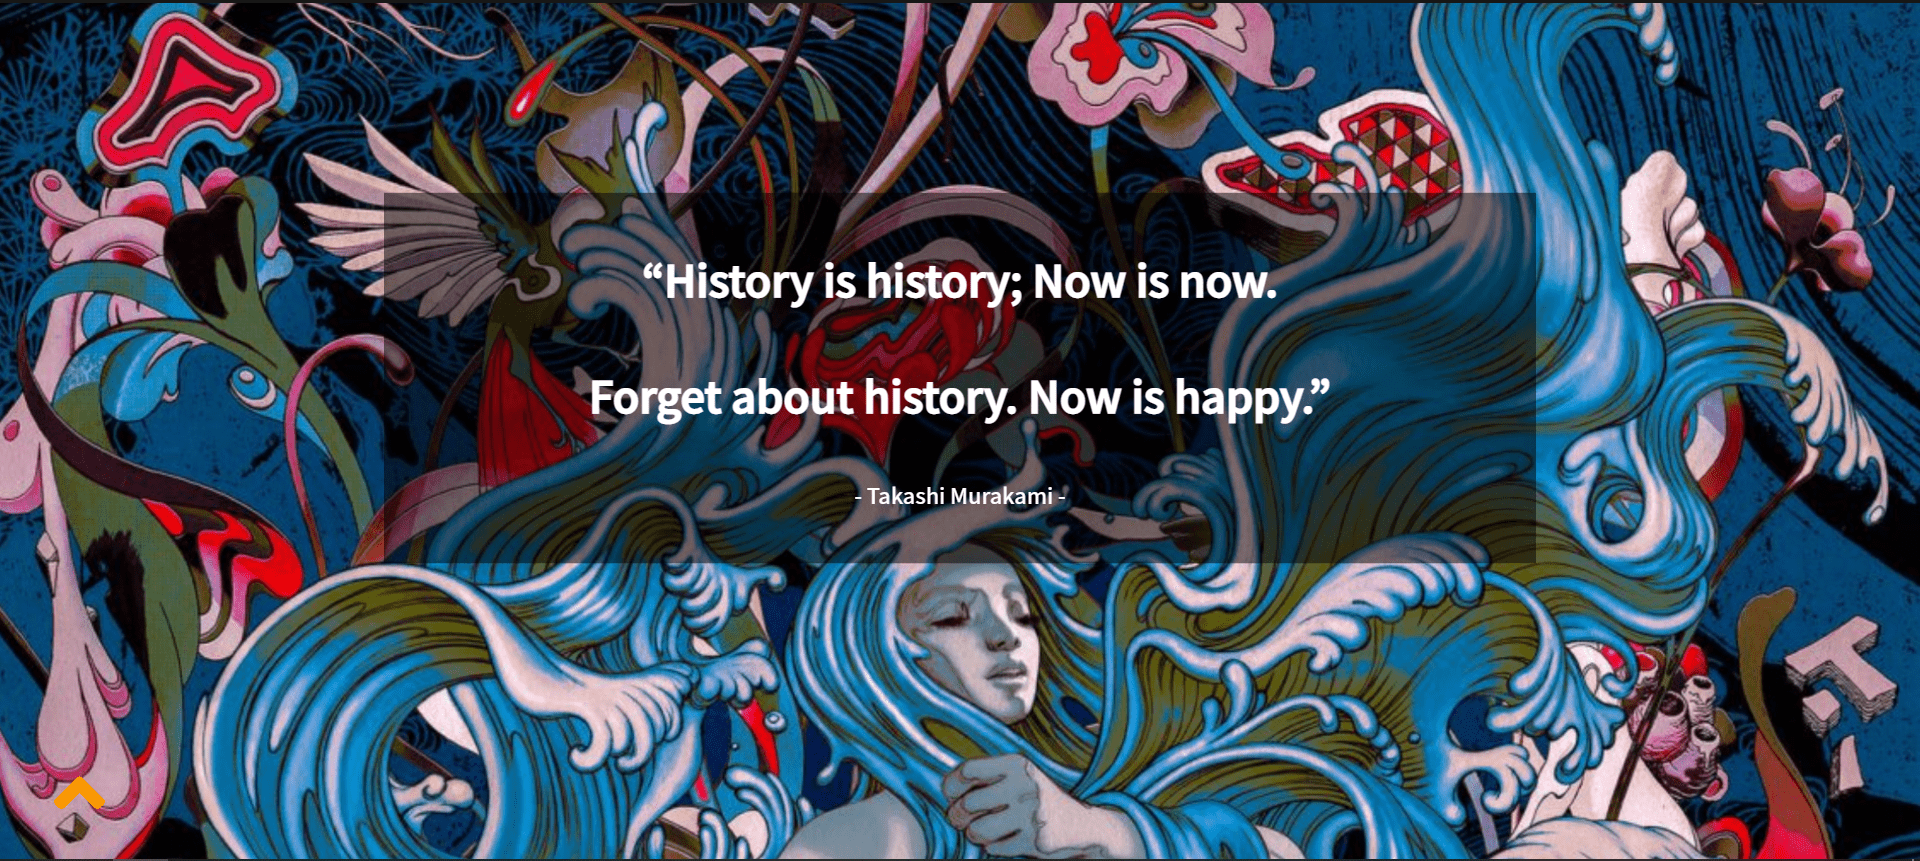 “History is history; Now is now.
Forget about history. Now is happy.”
- Takashi Murakami -